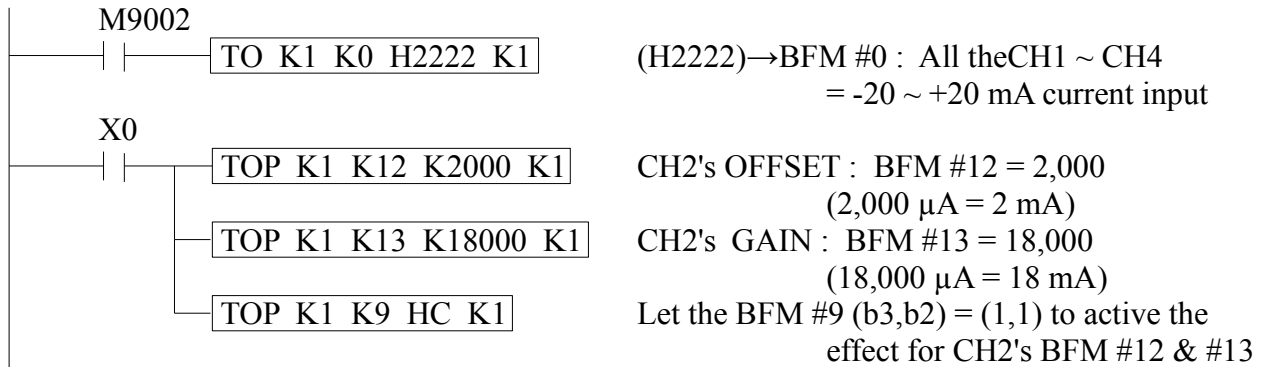 M9002
TO K1 K0 H2222 K1 (H2222)→BFM #0 : All theCH1 ~ CH4
= -20 ~ +20 mA current input
X0
TOP K1 K12 K2000 K1 CH2's OFFSET : BFM #12 = 2,000
(2,000 µA = 2 mA)
TOP K1 K13 K18000 K1 CH2's GAIN : BFM #13 = 18,000
(18,000 µA = 18 mA)
TOP K1 K9 HC K1 Let the BFM #9 (b3,b2) = (1,1) to active the
effect for CH2's BFM #12 & #13